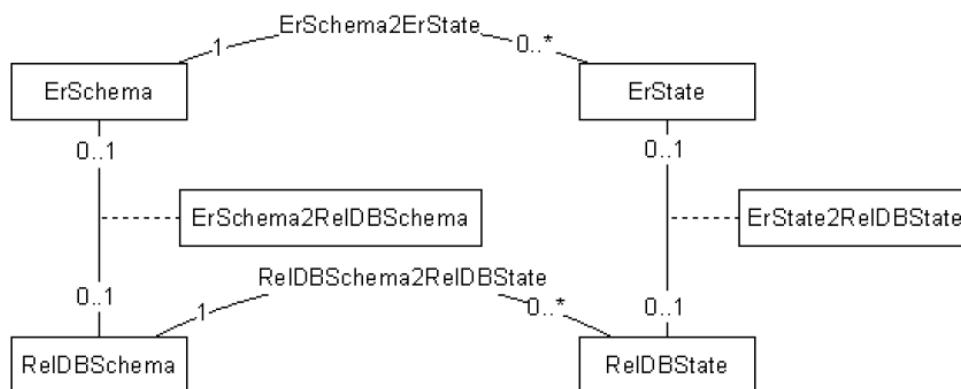 ErSchema2ErState
1
0..*
ErSchema
ErState
0..1
0..1
ErSchema2RelDBSchema
ErState2RelDBState
RelDBSchema2RelDBState
0..1
1
0..*
0..1
RelDBSchema
RelDBState